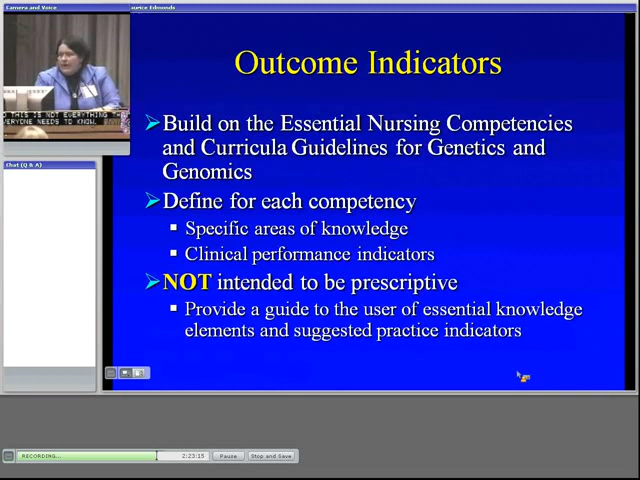 Camera and Voice
aurice Edmonds
Outcome Indicators
Build on the Essential Nursing Competencies
and Curricula Guidelines for Genetics and
Genomics
Define for each competency
Specific areas of knowledge
Clinical performance indicators
NOT intended to be prescriptive
Provide a guide to the user of essential knowledge
elements and suggested practice indicators
THIS IS NOT EVERYTHING
NEEDS TO KNOW.
Chat (Q & A)
RECORDING...
2:23:15
Pause
Stop and Save